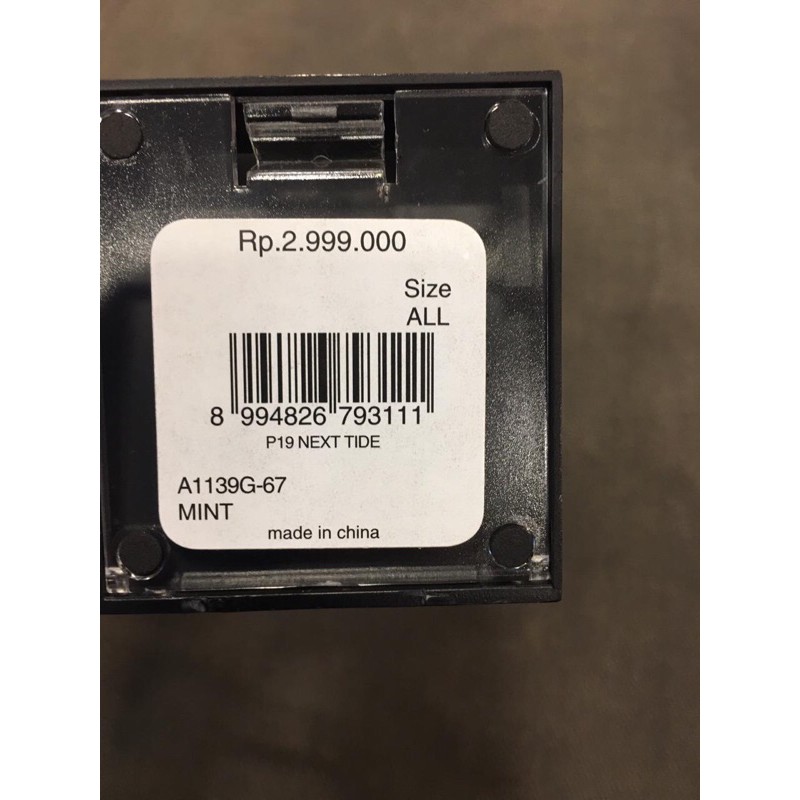 Rp.2.999.000
Size
ALL
8 994826 793111
P19 NEXT TIDE
A1139G-67
MINT
made in china